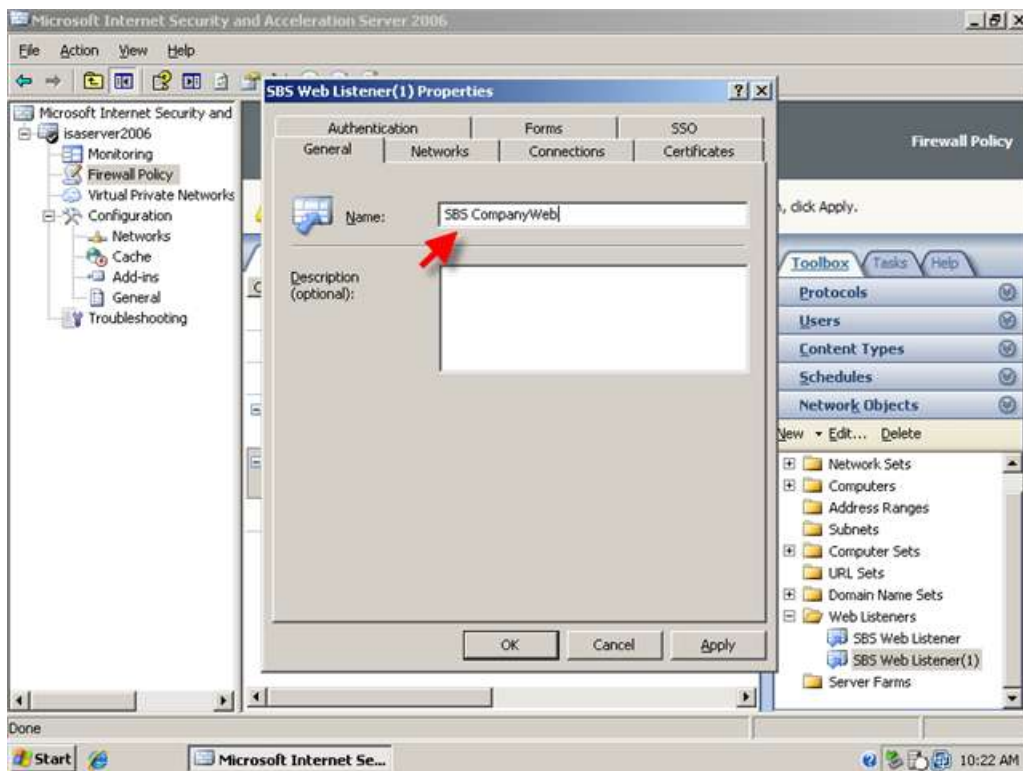 Microsoft Internet Security and Acceleration Server 2006
File Action View Help
SBS Web Listener(1) Properties
Authentication Forms SSO
General Networks Connections Certificates
Name: SBS CompanyWeb
Description
(optional):
OK Cancel Apply
Microsoft Internet Security and
isaserver2006
Monitoring
Firewall Policy
Virtual Private Networks
Configuration
Networks
Cache
Add-ins
General
Troubleshooting
Firewall Policy
, click Apply.
Toolbox Tasks Help
Protocols
Users
Content Types
Schedules
Network Objects
New Edit... Delete
Network Sets
Computers
Address Ranges
Subnets
Computer Sets
URL Sets
Domain Name Sets
Web Listeners
SBS Web Listener
SBS Web Listener(1)
Server Farms
Done
Start Microsoft Internet Se... 10:22 AM